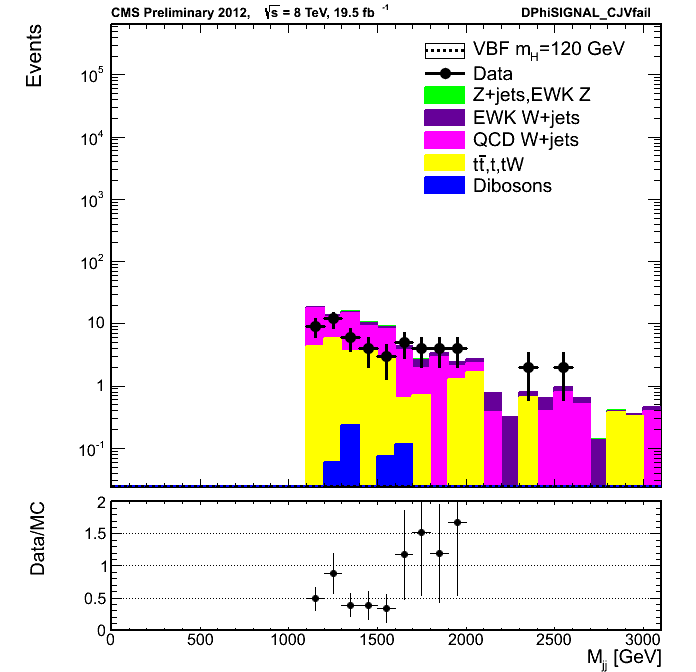 CMS Preliminary 2012, √s = 8 TeV, 19.5 fb⁻¹ DPhiSIGNAL_CJVfail
Events
10⁵
10⁴
10³
10²
10
1
10⁻¹
VBF m_H=120 GeV
Data
Z+jets,EWK Z
EWK W+jets
QCD W+jets
tt̄,t,tW
Dibosons
Data/MC
2
1.5
1
0.5
0
0 500 1000 1500 2000 2500 3000
M_jj [GeV]